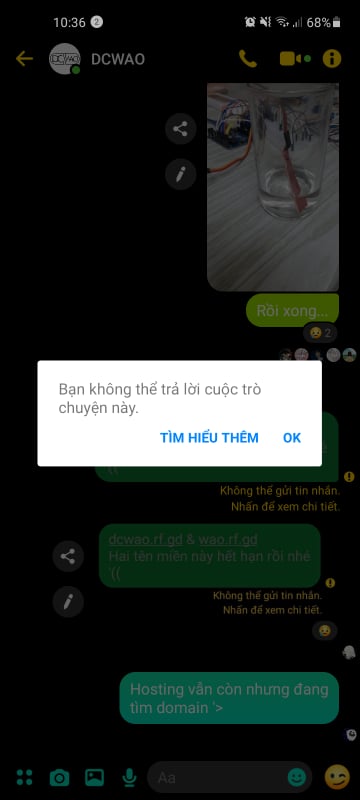 10:36 2
68%
DCWAO
Rồi xong...
2
Bạn không thể trả lời cuộc trò
chuyện này.
TÌM HIỂU THÊM OK
'((
Không thể gửi tin nhắn.
Nhấn để xem chi tiết.
dcwao.rf.gd & wao.rf.gd
Hai tên miền này hết hạn rồi nhé
'((
Không thể gửi tin nhắn.
Nhấn để xem chi tiết.
Hosting vẫn còn nhưng đang
tìm domain '>
Aa